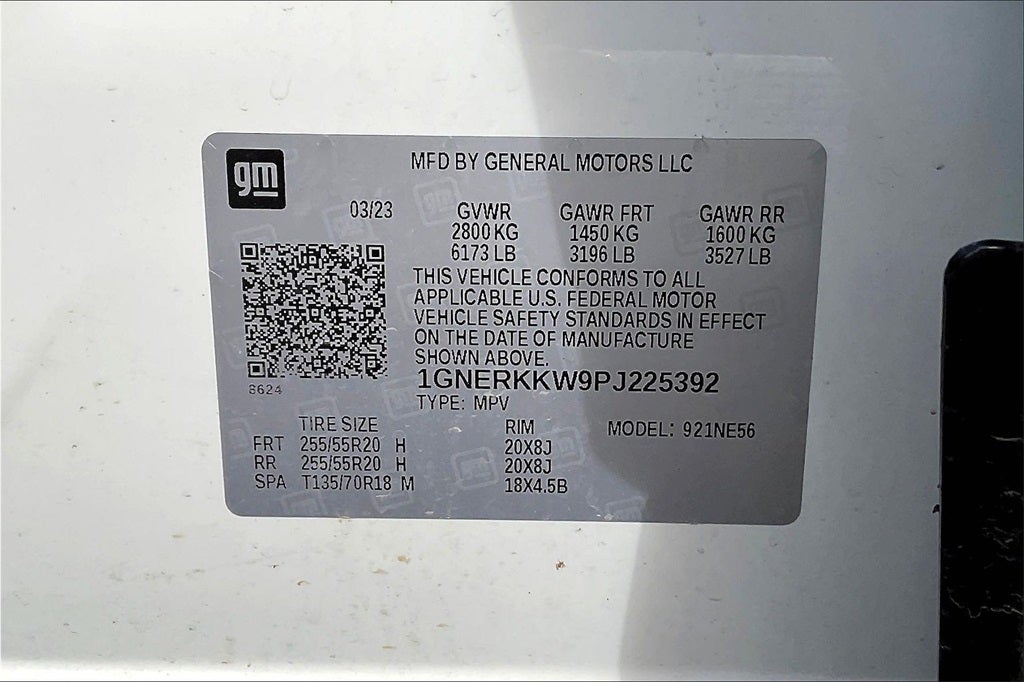 gm
MFD BY GENERAL MOTORS LLC
03/23 GVWR GAWR FRT GAWR RR
2800 KG 1450 KG 1600 KG
6173 LB 3196 LB 3527 LB
THIS VEHICLE CONFORMS TO ALL
APPLICABLE U.S. FEDERAL MOTOR
VEHICLE SAFETY STANDARDS IN EFFECT
ON THE DATE OF MANUFACTURE
SHOWN ABOVE.
1GNERKKW9PJ225392
8624
TYPE: MPV
TIRE SIZE RIM MODEL: 921NE56
FRT 255/55R20 H 20X8J
RR 255/55R20 H 20X8J
SPA T135/70R18 M 18X4.5B